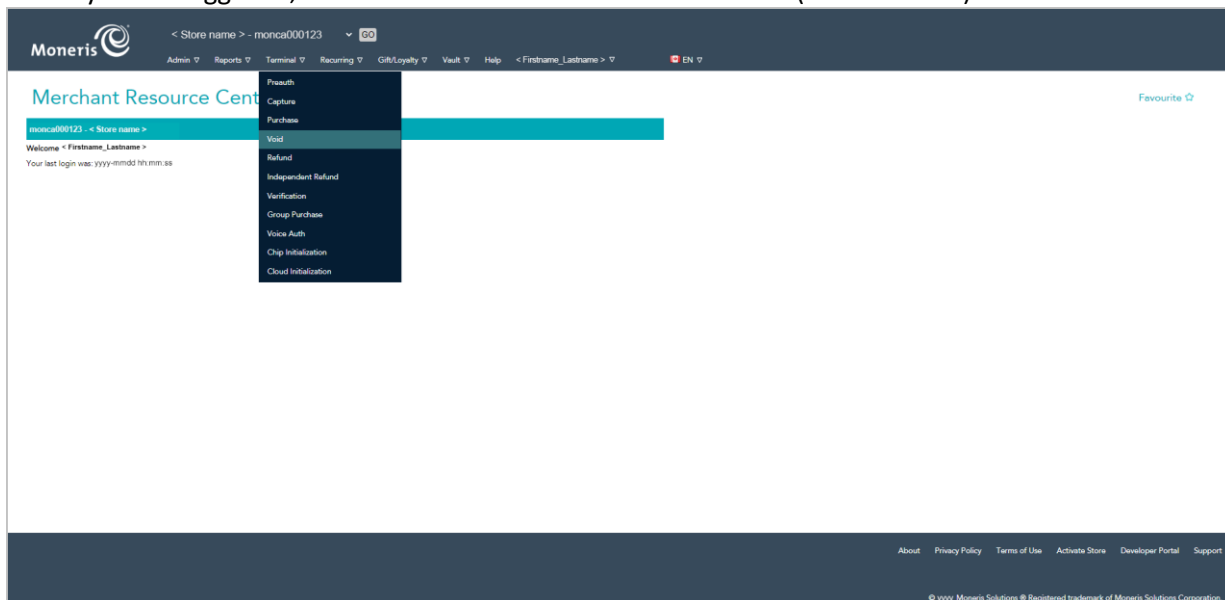 Moneris
< Store name > - monca000123 GO
Admin Reports Terminal Recurring Gift/Loyalty Vault Help < Firstname_Lastname > EN
Merchant Resource Cent
Favourite
monca000123 - < Store name >
Welcome < Firstname_Lastname >
Your last login was: yyyy-mmdd hh:mm:ss
Preauth
Capture
Purchase
Void
Refund
Independent Refund
Verification
Group Purchase
Voice Auth
Chip Initialization
Cloud Initialization
About Privacy Policy Terms of Use Activate Store Developer Portal Support
© yyyy Moneris Solutions ® Registered trademark of Moneris Solutions Corporation.